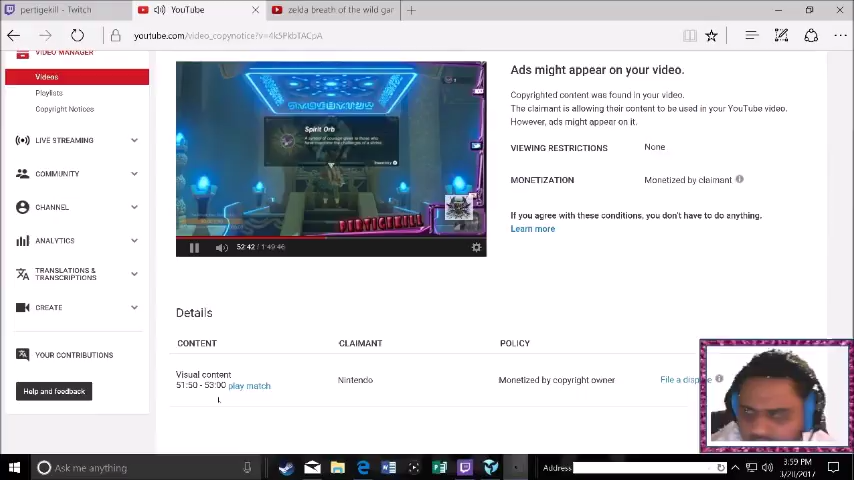 pertigekill - Twitch
YouTube
zelda breath of the wild gar
youtube.com/video_copynotice?v=4k5PkbTACpA
VIDEO MANAGER
Videos
Playlists
Copyright Notices
LIVE STREAMING
COMMUNITY
CHANNEL
ANALYTICS
TRANSLATIONS &
TRANSCRIPTIONS
CREATE
YOUR CONTRIBUTIONS
Help and feedback
Spirit Orb
PERTIGEKILL
52:42 / 1:49:46
Ads might appear on your video.
Copyrighted content was found in your video.
The claimant is allowing their content to be used in your YouTube video.
However, ads might appear on it.
VIEWING RESTRICTIONS None
MONETIZATION Monetized by claimant
If you agree with these conditions, you don't have to do anything.
Learn more
Details
CONTENT CLAIMANT POLICY
Visual content
51:50 - 53:00 play match
Nintendo
Monetized by copyright owner
File a
Ask me anything
Address
3:59 PM
3/28/2017